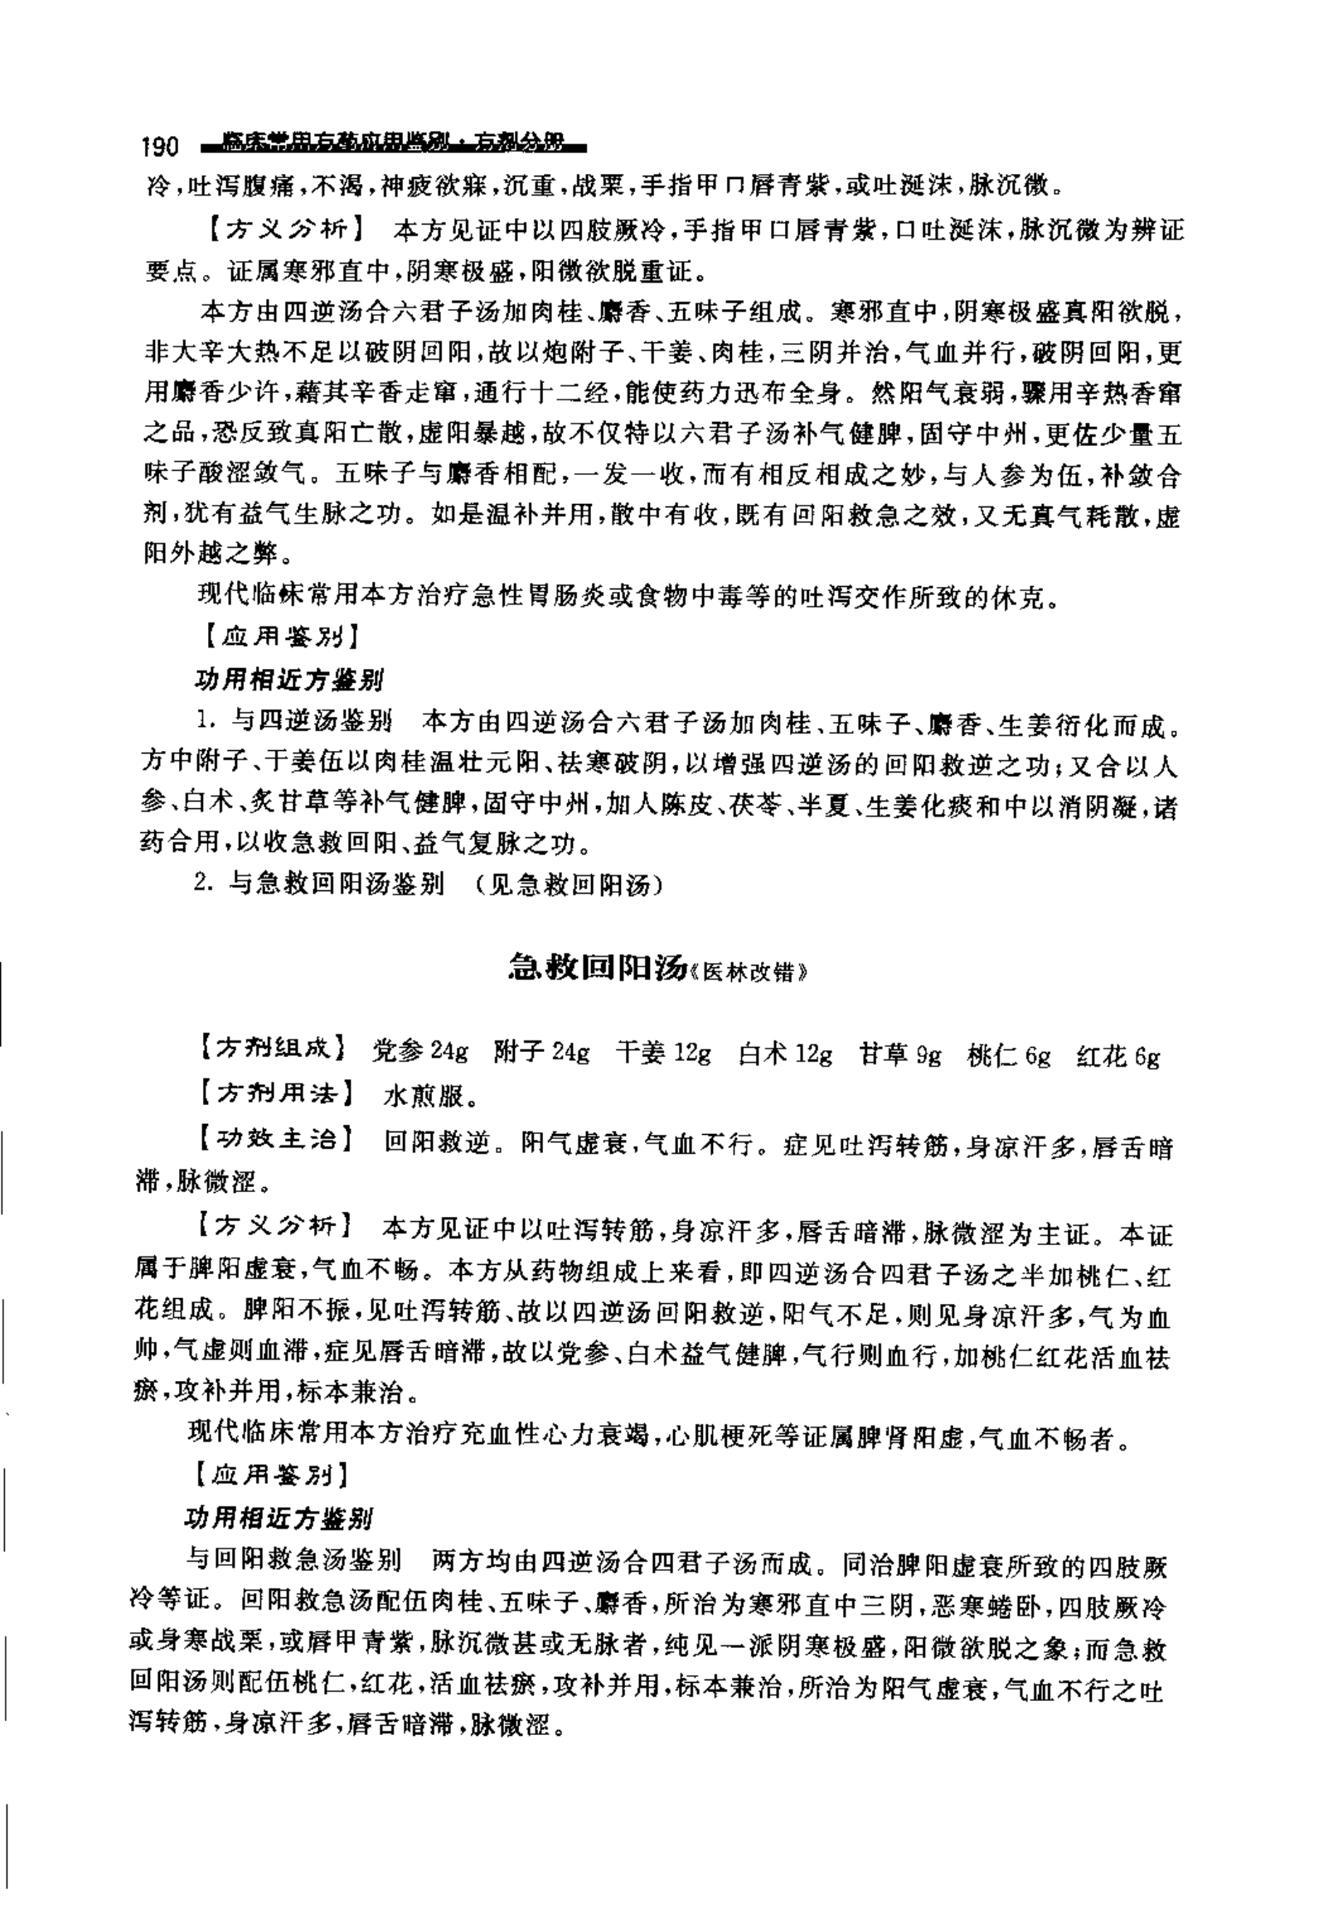 190 临床常用方药应用鉴别·方剂分册
冷,吐泻腹痛,不渴,神疲欲寐,沉重,战栗,手指甲口唇青紫,或吐涎沫,脉沉微。
【方义分析】 本方见证中以四肢厥冷,手指甲口唇青紫,口吐涎沫,脉沉微为辨证
要点。证属寒邪直中,阴寒极盛,阳微欲脱重证。
本方由四逆汤合六君子汤加肉桂、麝香、五味子组成。寒邪直中,阴寒极盛真阳欲脱,
非大辛大热不足以破阴回阳,故以炮附子、干姜、肉桂,三阴并治,气血并行,破阴回阳,更
用麝香少许,藉其辛香走窜,通行十二经,能使药力迅布全身。然阳气衰弱,骤用辛热香窜
之品,恐反致真阳亡散,虚阳暴越,故不仅特以六君子汤补气健脾,固守中州,更佐少量五
味子酸涩敛气。五味子与麝香相配,一发一收,而有相反相成之妙,与人参为伍,补敛合
剂,犹有益气生脉之功。如是温补并用,散中有收,既有回阳救急之效,又无真气耗散,虚
阳外越之弊。
现代临床常用本方治疗急性胃肠炎或食物中毒等的吐泻交作所致的休克。
【应用鉴别】
功用相近方鉴别
1. 与四逆汤鉴别 本方由四逆汤合六君子汤加肉桂、五味子、麝香、生姜衍化而成。
方中附子、干姜伍以肉桂温壮元阳、祛寒破阴,以增强四逆汤的回阳救逆之功;又合以人
参、白术、炙甘草等补气健脾,固守中州,加入陈皮、茯苓、半夏、生姜化痰和中以消阴凝,诸
药合用,以收急救回阳、益气复脉之功。
2. 与急救回阳汤鉴别 (见急救回阳汤)
急救回阳汤《医林改错》
【方剂组成】 党参 24g 附子 24g 干姜 12g 白术 12g 甘草 9g 桃仁 6g 红花 6g
【方剂用法】 水煎服。
【功效主治】 回阳救逆。阳气虚衰,气血不行。症见吐泻转筋,身凉汗多,唇舌暗
滞,脉微涩。
【方义分析】 本方见证中以吐泻转筋,身凉汗多,唇舌暗滞,脉微涩为主证。本证
属于脾阳虚衰,气血不畅。本方从药物组成上来看,即四逆汤合四君子汤之半加桃仁、红
花组成。脾阳不振,见吐泻转筋、故以四逆汤回阳救逆,阳气不足,则见身凉汗多,气为血
帅,气虚则血滞,症见唇舌暗滞,故以党参、白术益气健脾,气行则血行,加桃仁红花活血祛
瘀,攻补并用,标本兼治。
现代临床常用本方治疗充血性心力衰竭,心肌梗死等证属脾肾阳虚,气血不畅者。
【应用鉴别】
功用相近方鉴别
与回阳救急汤鉴别 两方均由四逆汤合四君子汤而成。同治脾阳虚衰所致的四肢厥
冷等证。回阳救急汤配伍肉桂、五味子、麝香,所治为寒邪直中三阴,恶寒蜷卧,四肢厥冷
或身寒战栗,或唇甲青紫,脉沉微甚或无脉者,纯见一派阴寒极盛,阳微欲脱之象;而急救
回阳汤则配伍桃仁,红花,活血祛瘀,攻补并用,标本兼治,所治为阳气虚衰,气血不行之吐
泻转筋,身凉汗多,唇舌暗滞,脉微涩。